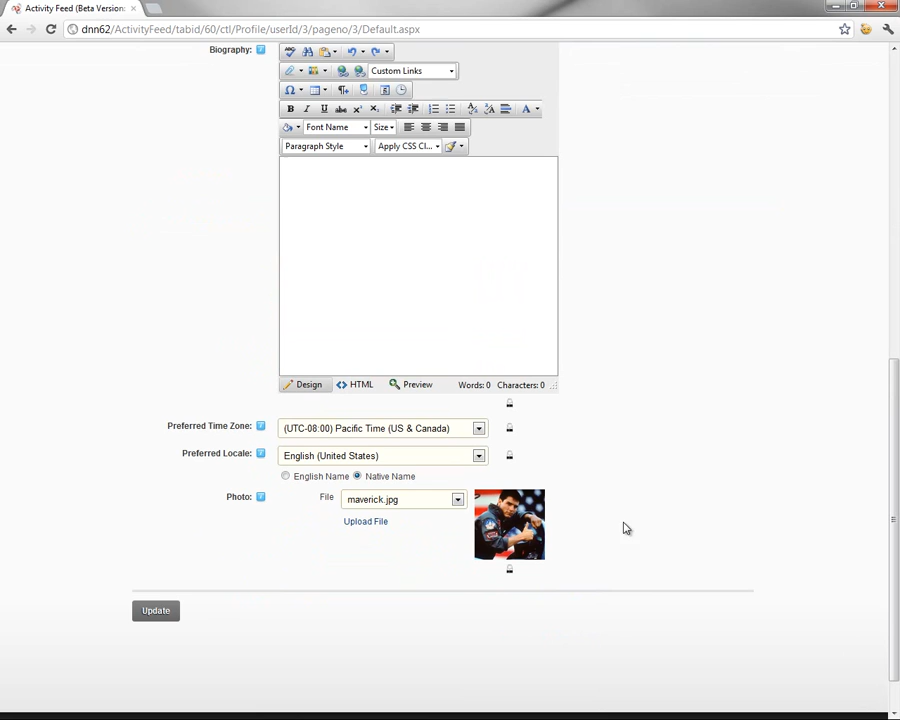 Activity Feed (Beta Version:
dnn62/ActivityFeed/tabid/60/ctl/Profile/userId/3/pageno/3/Default.aspx
Biography:
Custom Links
B I U abc x² x₂
Font Name Size
Paragraph Style Apply CSS Cl...
Design HTML Preview Words: 0 Characters: 0
Preferred Time Zone: (UTC-08:00) Pacific Time (US & Canada)
Preferred Locale: English (United States)
English Name Native Name
Photo: File maverick.jpg
Upload File
Update